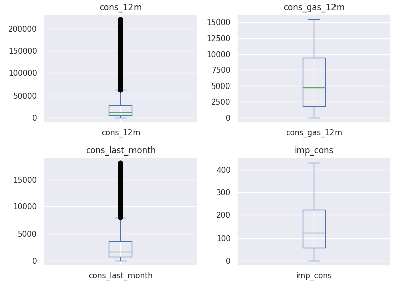 cons_12m
200000
150000
100000
50000
0
cons_12m
cons_gas_12m
15000
12500
10000
7500
5000
2500
0
cons_gas_12m
cons_last_month
15000
10000
5000
0
cons_last_month
imp_cons
400
300
200
100
0
imp_cons